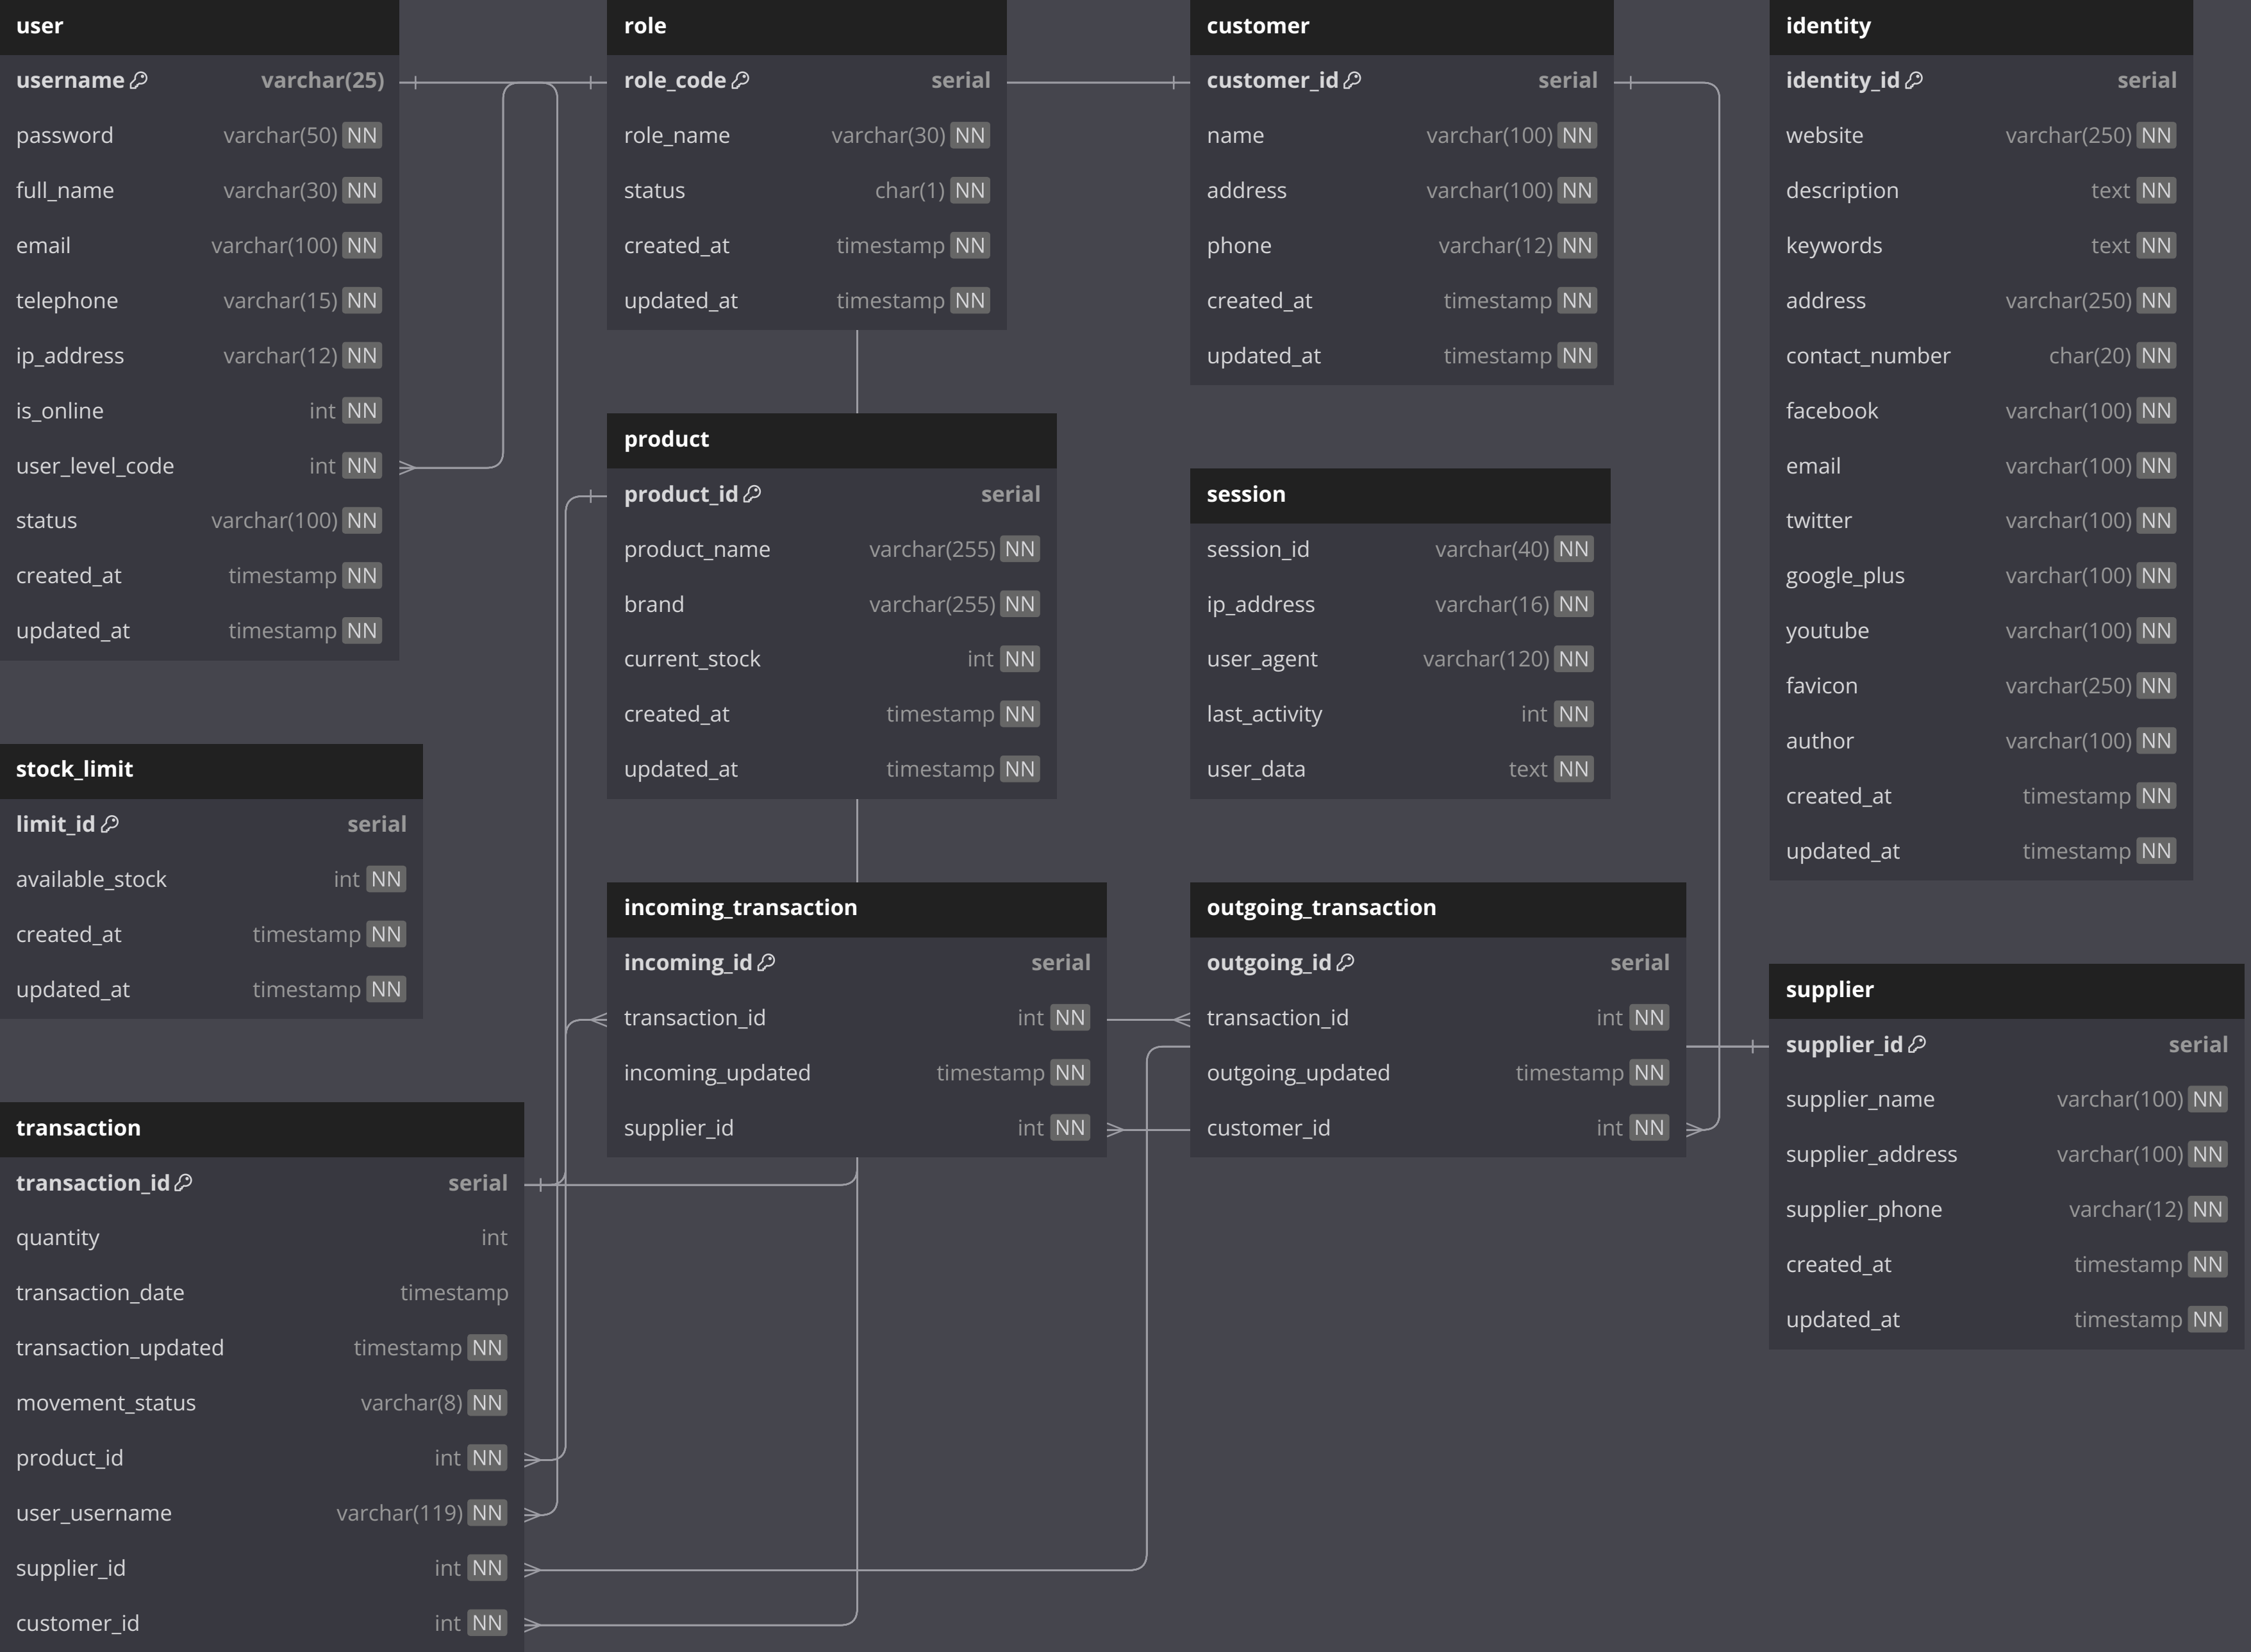 user
username varchar(25)
password varchar(50) NN
full_name varchar(30) NN
email varchar(100) NN
telephone varchar(15) NN
ip_address varchar(12) NN
is_online int NN
user_level_code int NN
status varchar(100) NN
created_at timestamp NN
updated_at timestamp NN
role
role_code serial
role_name varchar(30) NN
status char(1) NN
created_at timestamp NN
updated_at timestamp NN
customer
customer_id serial
name varchar(100) NN
address varchar(100) NN
phone varchar(12) NN
created_at timestamp NN
updated_at timestamp NN
identity
identity_id serial
website varchar(250) NN
description text NN
keywords text NN
address varchar(250) NN
contact_number char(20) NN
facebook varchar(100) NN
email varchar(100) NN
twitter varchar(100) NN
google_plus varchar(100) NN
youtube varchar(100) NN
favicon varchar(250) NN
author varchar(100) NN
created_at timestamp NN
updated_at timestamp NN
product
product_id serial
product_name varchar(255) NN
brand varchar(255) NN
current_stock int NN
created_at timestamp NN
updated_at timestamp NN
session
session_id varchar(40) NN
ip_address varchar(16) NN
user_agent varchar(120) NN
last_activity int NN
user_data text NN
stock_limit
limit_id serial
available_stock int NN
created_at timestamp NN
updated_at timestamp NN
incoming_transaction
incoming_id serial
transaction_id int NN
incoming_updated timestamp NN
supplier_id int NN
outgoing_transaction
outgoing_id serial
transaction_id int NN
outgoing_updated timestamp NN
customer_id int NN
supplier
supplier_id serial
supplier_name varchar(100) NN
supplier_address varchar(100) NN
supplier_phone varchar(12) NN
created_at timestamp NN
updated_at timestamp NN
transaction
transaction_id serial
quantity int
transaction_date timestamp
transaction_updated timestamp NN
movement_status varchar(8) NN
product_id int NN
user_username varchar(119) NN
supplier_id int NN
customer_id int NN